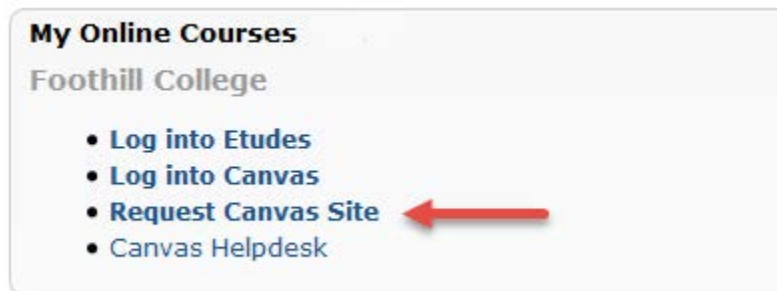 My Online Courses
Foothill College
• Log into Etudes
• Log into Canvas
• Request Canvas Site
• Canvas Helpdesk